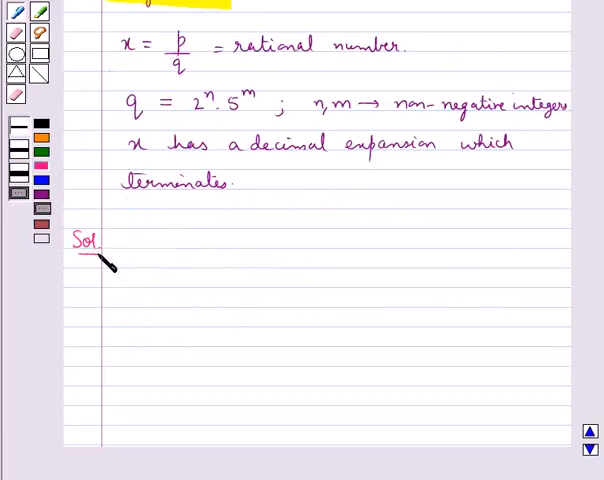 x = p/q = rational number.
q = 2ⁿ. 5ᵐ ; n,m → non-negative integers
x has a decimal expansion which
terminates.
Sol.